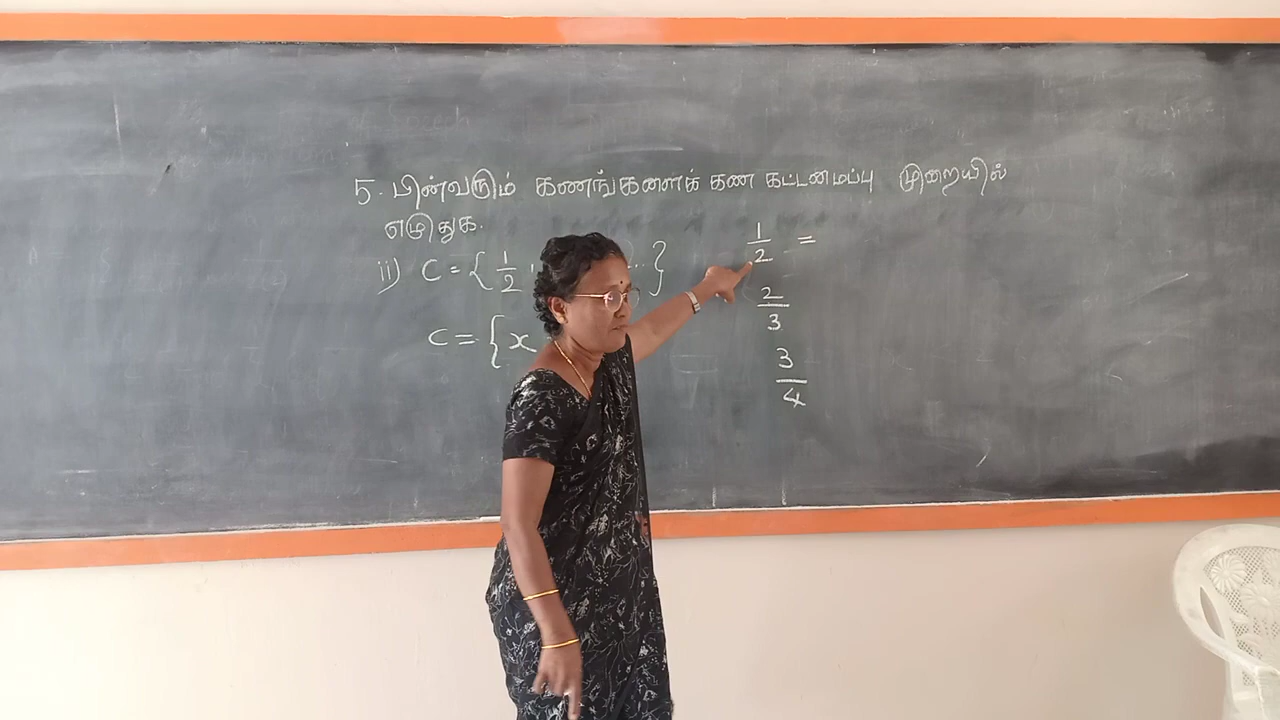 5. பின்வரும் கணங்களைக் கண கட்டமைப்பு முறையில்
எழுதுக.
ii) C = { 1/2 , ... }
C = { x
1/2 =
2/3
3/4